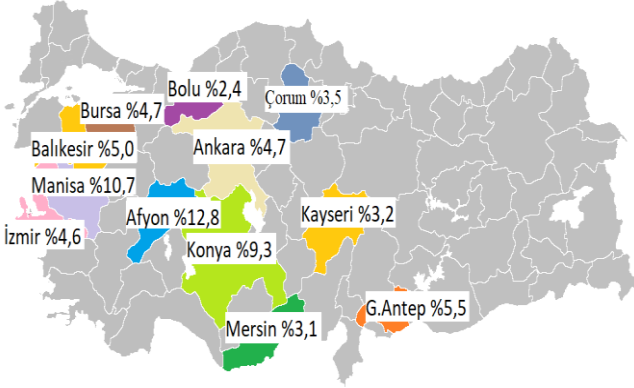 Bolu %2,4
Çorum %3,5
Bursa %4,7
Ankara %4,7
Balıkesir %5,0
Manisa %10,7
Afyon %12,8
Kayseri %3,2
İzmir %4,6
Konya %9,3
G.Antep %5,5
Mersin %3,1